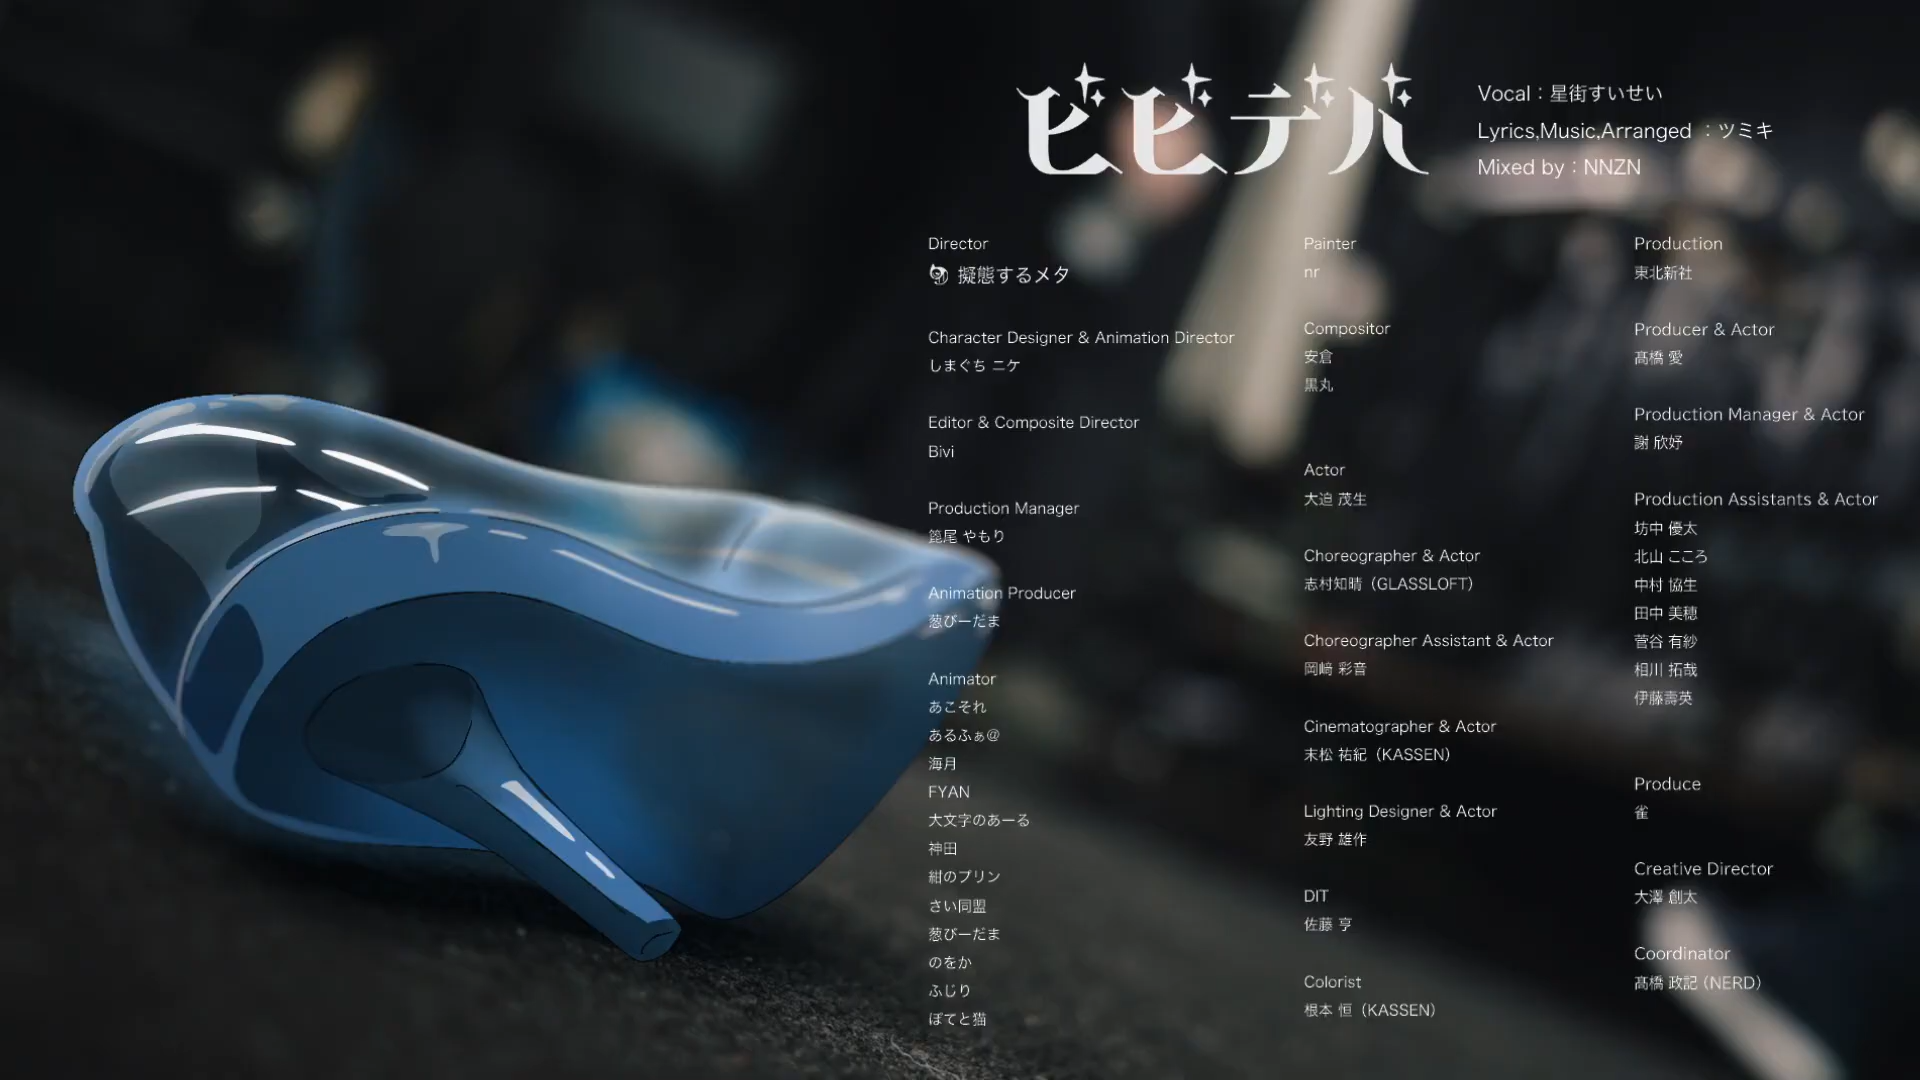 ビビデバ
Vocal：星街すいせい
Lyrics,Music,Arranged ：ツミキ
Mixed by：NNZN
Director
擬態するメタ
Character Designer & Animation Director
しまぐち ニケ
Editor & Composite Director
Bivi
Production Manager
箆尾 やもり
Animation Producer
葱びーだま
Animator
あこそれ
あるふぁ@
海月
FYAN
大文字のあーる
神田
紺のプリン
さい同盟
葱びーだま
のをか
ふじり
ぽてと猫
Painter
nr
Compositor
安倉
黒丸
Actor
大迫 茂生
Choreographer & Actor
志村知晴（GLASSLOFT）
Choreographer Assistant & Actor
岡﨑 彩音
Cinematographer & Actor
末松 祐紀（KASSEN）
Lighting Designer & Actor
友野 雄作
DIT
佐藤 亨
Colorist
根本 恒（KASSEN）
Production
東北新社
Producer & Actor
髙橋 愛
Production Manager & Actor
謝 欣妤
Production Assistants & Actor
坊中 優太
北山 こころ
中村 協生
田中 美穂
菅谷 有紗
相川 拓哉
伊藤壽英
Produce
雀
Creative Director
大澤 創太
Coordinator
髙橋 政記（NERD）